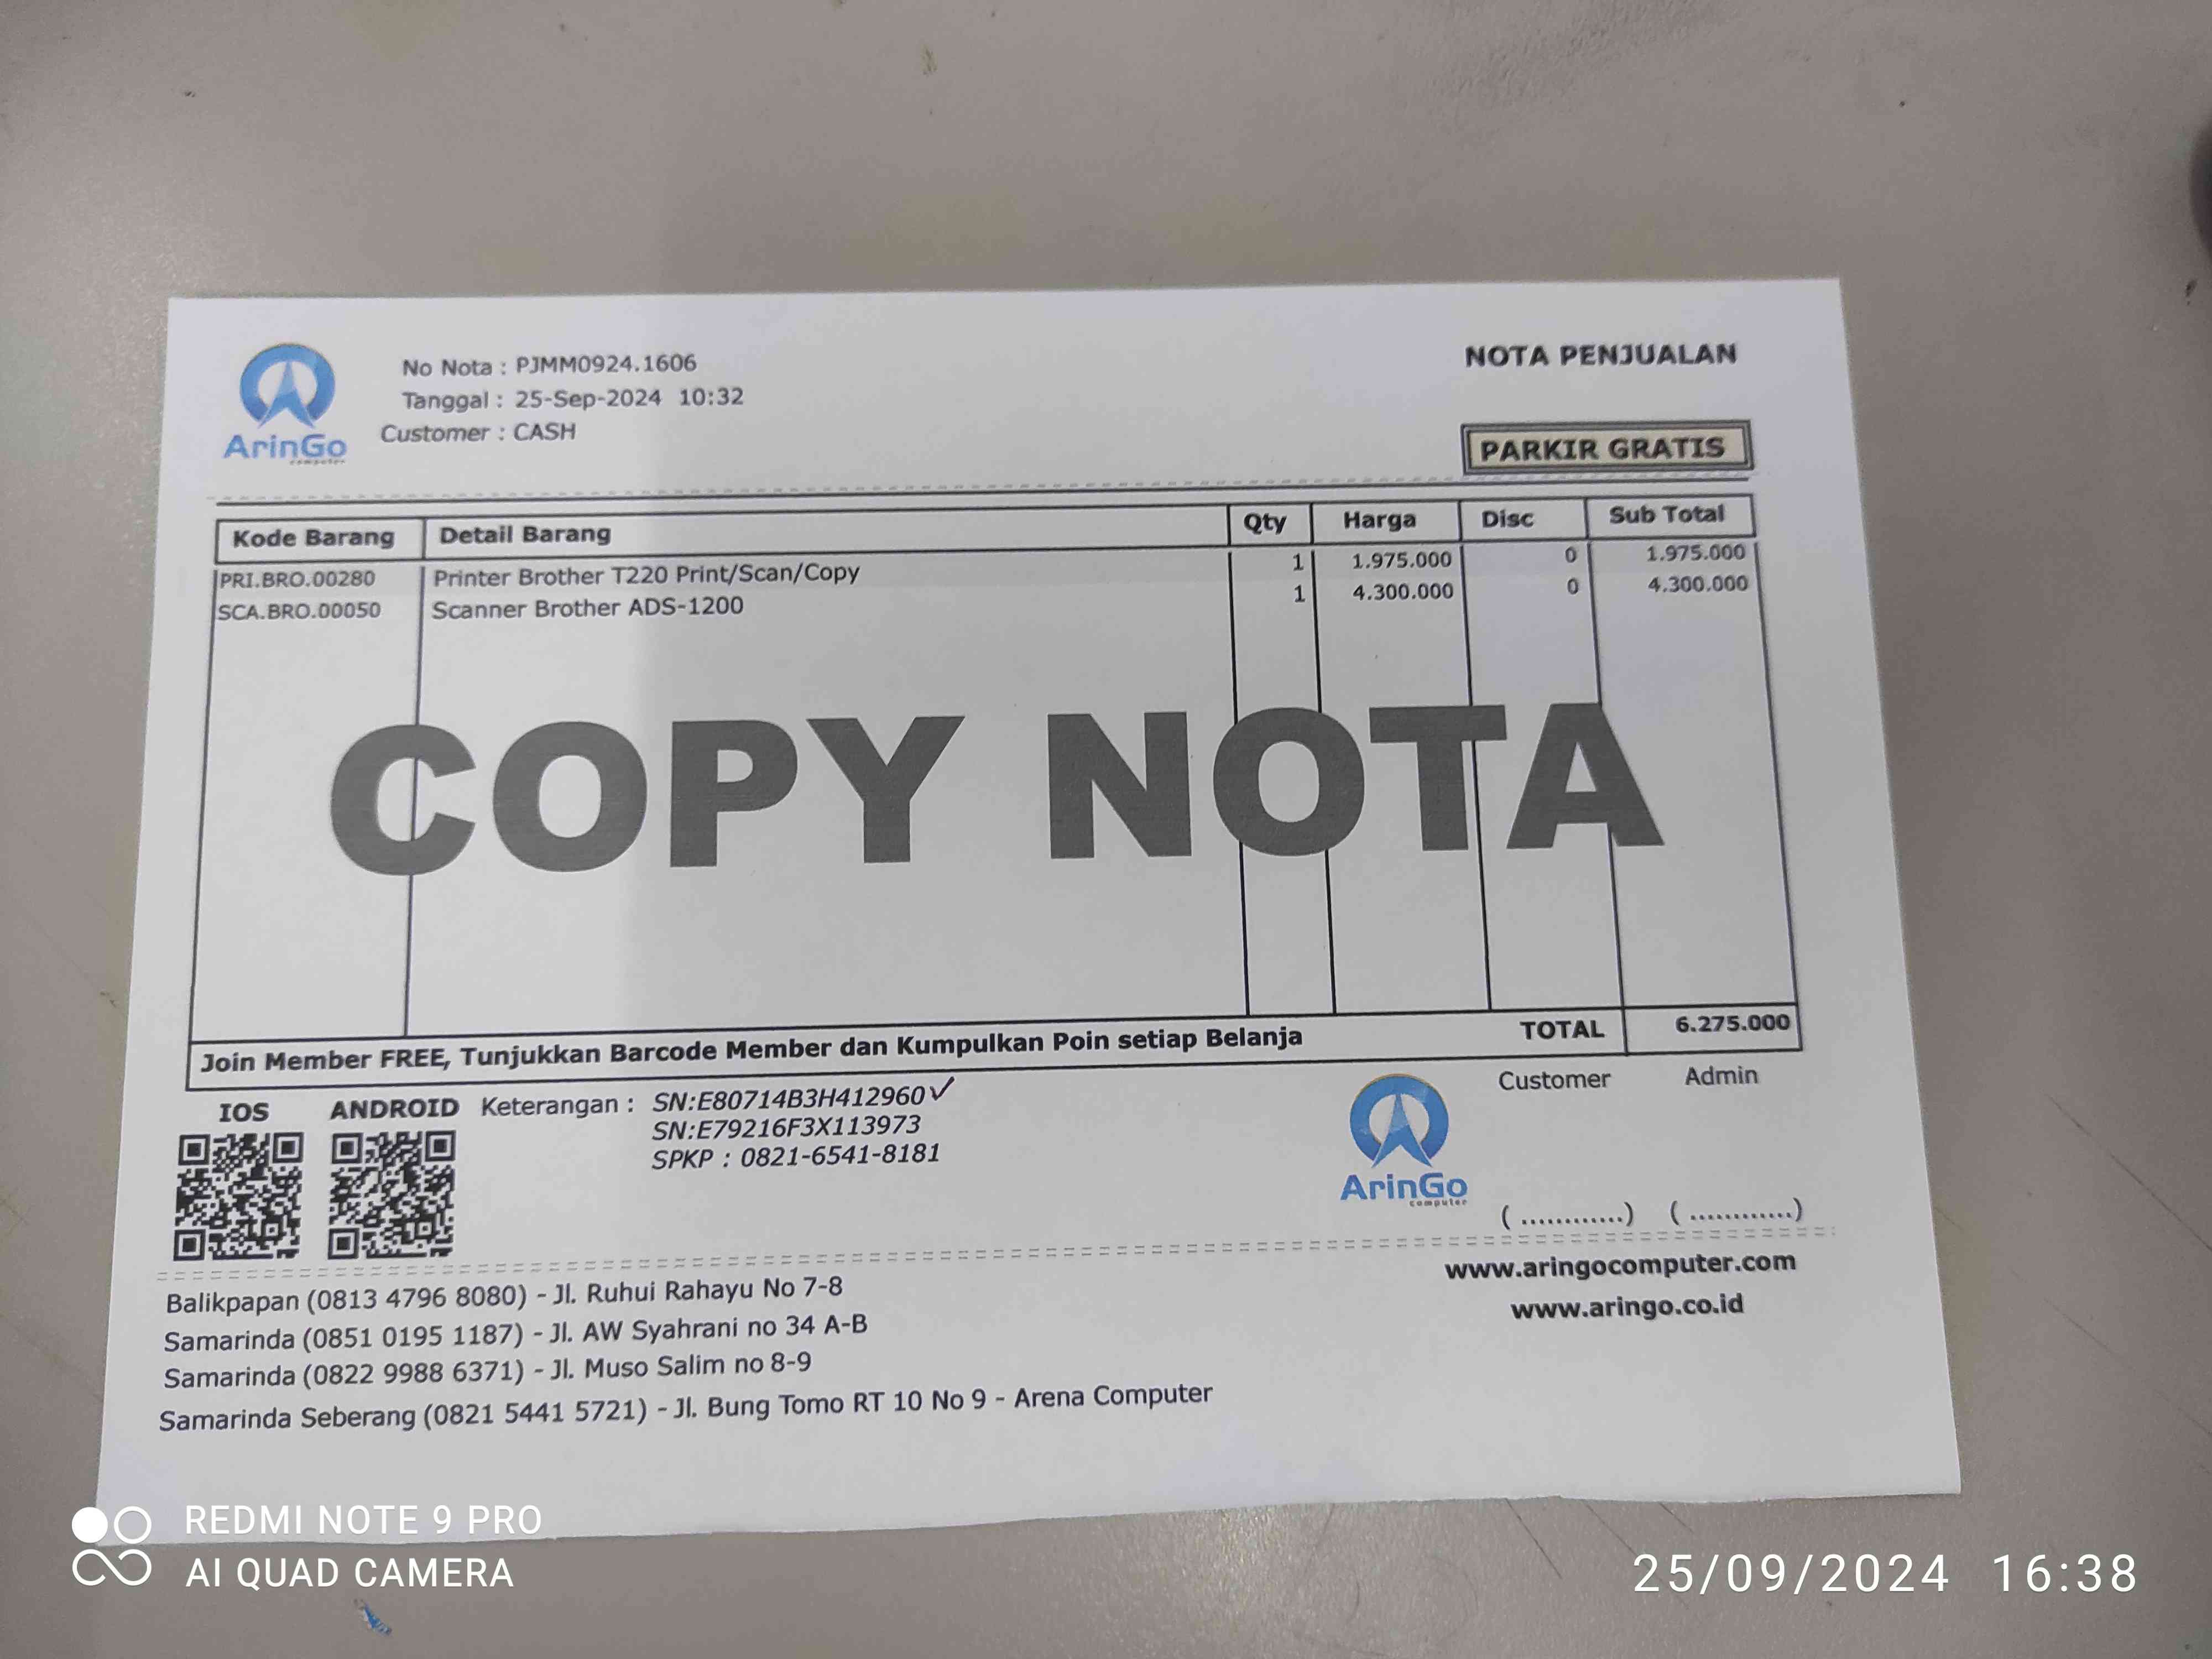 ArinGo
computer
No Nota : PJMM0924.1606
Tanggal : 25-Sep-2024 10:32
Customer : CASH
NOTA PENJUALAN
PARKIR GRATIS
Kode Barang Detail Barang Qty Harga Disc Sub Total
PRI.BRO.00280 Printer Brother T220 Print/Scan/Copy 1 1.975.000 0 1.975.000
SCA.BRO.00050 Scanner Brother ADS-1200 1 4.300.000 0 4.300.000
COPY NOTA
Join Member FREE, Tunjukkan Barcode Member dan Kumpulkan Poin setiap Belanja TOTAL 6.275.000
IOS ANDROID Keterangan : SN:E80714B3H412960
SN:E79216F3X113973
SPKP : 0821-6541-8181
ArinGo
computer
Customer Admin
( ............) ( ............)
Balikpapan (0813 4796 8080) - Jl. Ruhui Rahayu No 7-8
Samarinda (0851 0195 1187) - Jl. AW Syahrani no 34 A-B
Samarinda (0822 9988 6371) - Jl. Muso Salim no 8-9
Samarinda Seberang (0821 5441 5721) - Jl. Bung Tomo RT 10 No 9 - Arena Computer
www.aringocomputer.com
www.aringo.co.id
REDMI NOTE 9 PRO
AI QUAD CAMERA
25/09/2024 16:38